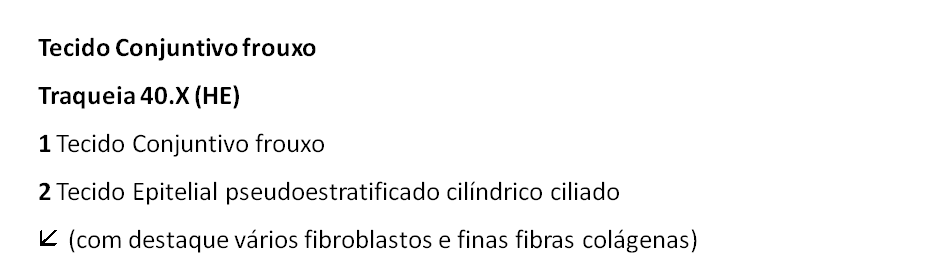 Tecido Conjuntivo frouxo
Traqueia 40.X (HE)
1 Tecido Conjuntivo frouxo
2 Tecido Epitelial pseudoestratificado cilíndrico ciliado
↙ (com destaque vários fibroblastos e finas fibras colágenas)